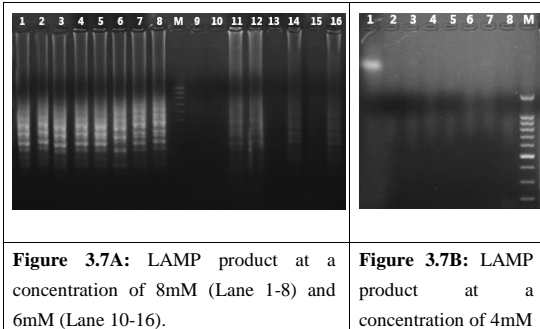 1 2 3 4 5 6 7 8 M 9 10 11 12 13 14 15 16
1 2 3 4 5 6 7 8 M
Figure 3.7A: LAMP product at a
concentration of 8mM (Lane 1-8) and
6mM (Lane 10-16).
Figure 3.7B: LAMP
product at a
concentration of 4mM